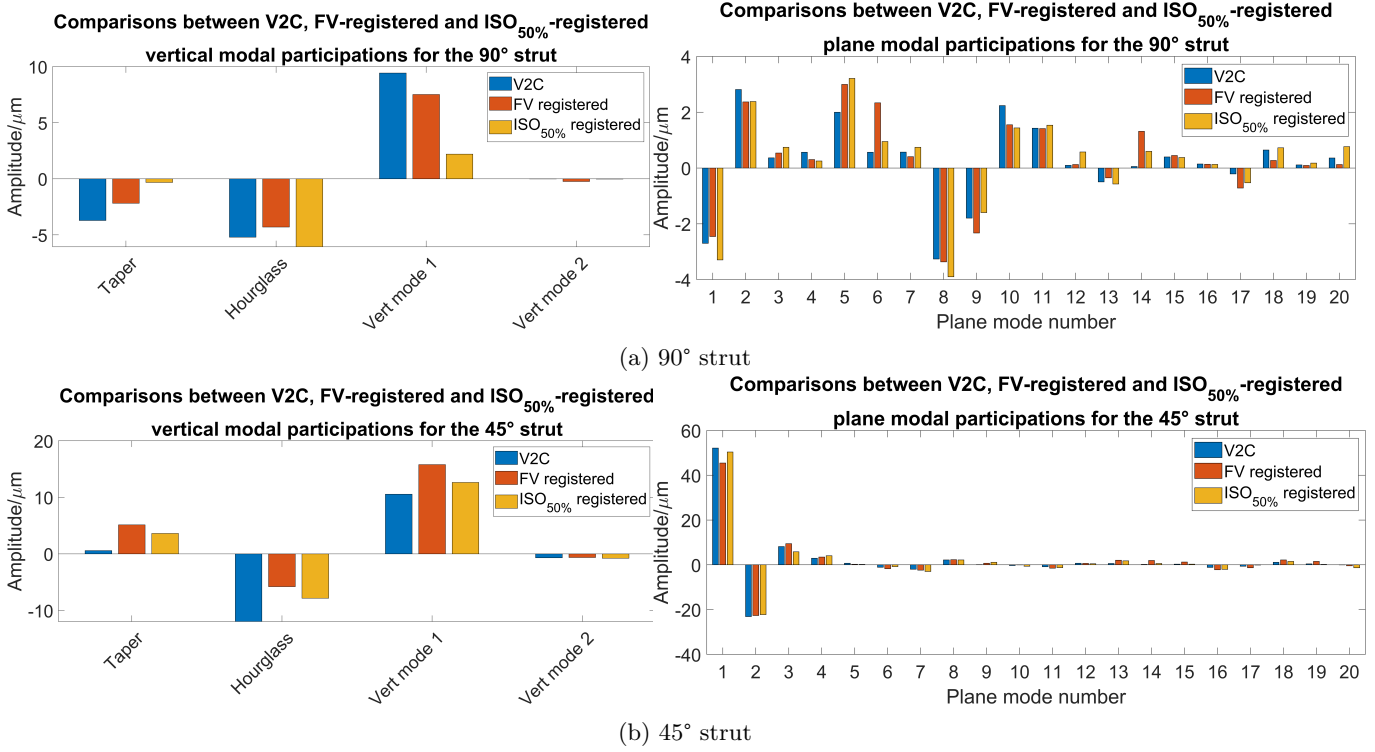 Comparisons between V2C, FV-registered and ISO50%-registered
vertical modal participations for the 90° strut
10
5
0
-5
Amplitude/μm
V2C
FV registered
ISO50% registered
Taper
Hourglass
Vert mode 1
Vert mode 2
Comparisons between V2C, FV-registered and ISO50%-registered
plane modal participations for the 90° strut
4
2
0
-2
-4
Amplitude/μm
V2C
FV registered
ISO50% registered
1 2 3 4 5 6 7 8 9 10 11 12 13 14 15 16 17 18 19 20
Plane mode number
(a) 90° strut
Comparisons between V2C, FV-registered and ISO50%-registered
vertical modal participations for the 45° strut
20
10
0
-10
Amplitude/μm
V2C
FV registered
ISO50% registered
Taper
Hourglass
Vert mode 1
Vert mode 2
Comparisons between V2C, FV-registered and ISO50%-registered
plane modal participations for the 45° strut
60
40
20
0
-20
-40
Amplitude/μm
V2C
FV registered
ISO50% registered
1 2 3 4 5 6 7 8 9 10 11 12 13 14 15 16 17 18 19 20
Plane mode number
(b) 45° strut